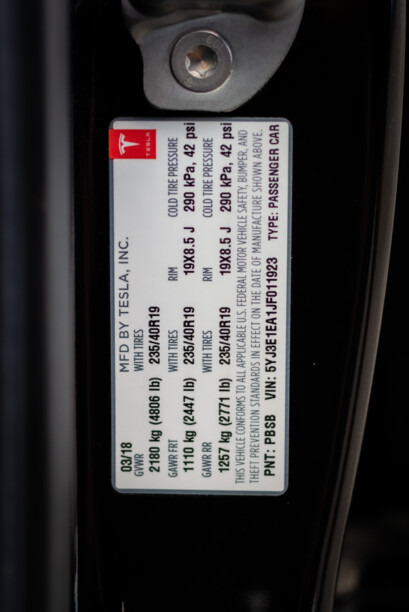 TESLA
MFD BY TESLA, INC.
03/18
GVWR WITH TIRES
2180 kg (4806 lb) 235/40R19
GAWR FRT WITH TIRES RIM COLD TIRE PRESSURE
1110 kg (2447 lb) 235/40R19 19X8.5 J 290 kPa, 42 psi
GAWR RR WITH TIRES RIM COLD TIRE PRESSURE
1257 kg (2771 lb) 235/40R19 19X8.5 J 290 kPa, 42 psi
THIS VEHICLE CONFORMS TO ALL APPLICABLE U.S. FEDERAL MOTOR VEHICLE SAFETY, BUMPER, AND
THEFT PREVENTION STANDARDS IN EFFECT ON THE DATE OF MANUFACTURE SHOWN ABOVE.
PNT: PBSB VIN: 5YJ3E1EA1JF011923 TYPE: PASSENGER CAR